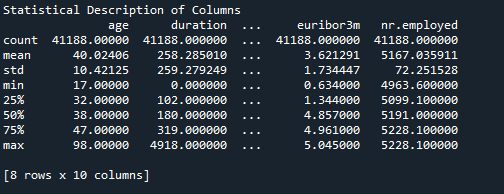 Statistical Description of Columns
age duration ... euribor3m nr.employed
count 41188.00000 41188.000000 ... 41188.000000 41188.000000
mean 40.02406 258.285010 ... 3.621291 5167.035911
std 10.42125 259.279249 ... 1.734447 72.251528
min 17.00000 0.000000 ... 0.634000 4963.600000
25% 32.00000 102.000000 ... 1.344000 5099.100000
50% 38.00000 180.000000 ... 4.857000 5191.000000
75% 47.00000 319.000000 ... 4.961000 5228.100000
max 98.00000 4918.000000 ... 5.045000 5228.100000
[8 rows x 10 columns]